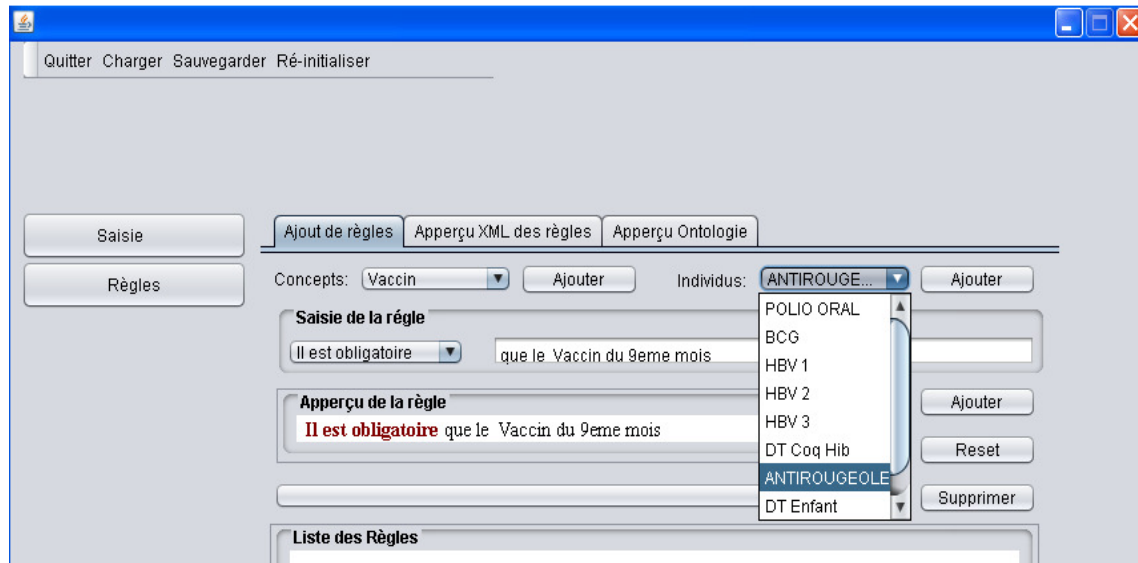 Quitter Charger Sauvegarder Ré-initialiser
Saisie
Règles
Ajout de règles Apperçu XML des règles Apperçu Ontologie
Concepts: Vaccin Ajouter Individus: ANTIROUGE... Ajouter
POLIO ORAL
BCG
HBV 1
HBV 2
HBV 3
DT Coq Hib
ANTIROUGEOLE
DT Enfant
Saisie de la régle
Il est obligatoire que le Vaccin du 9eme mois
Apperçu de la règle
Il est obligatoire que le Vaccin du 9eme mois
Ajouter
Reset
Supprimer
Liste des Règles